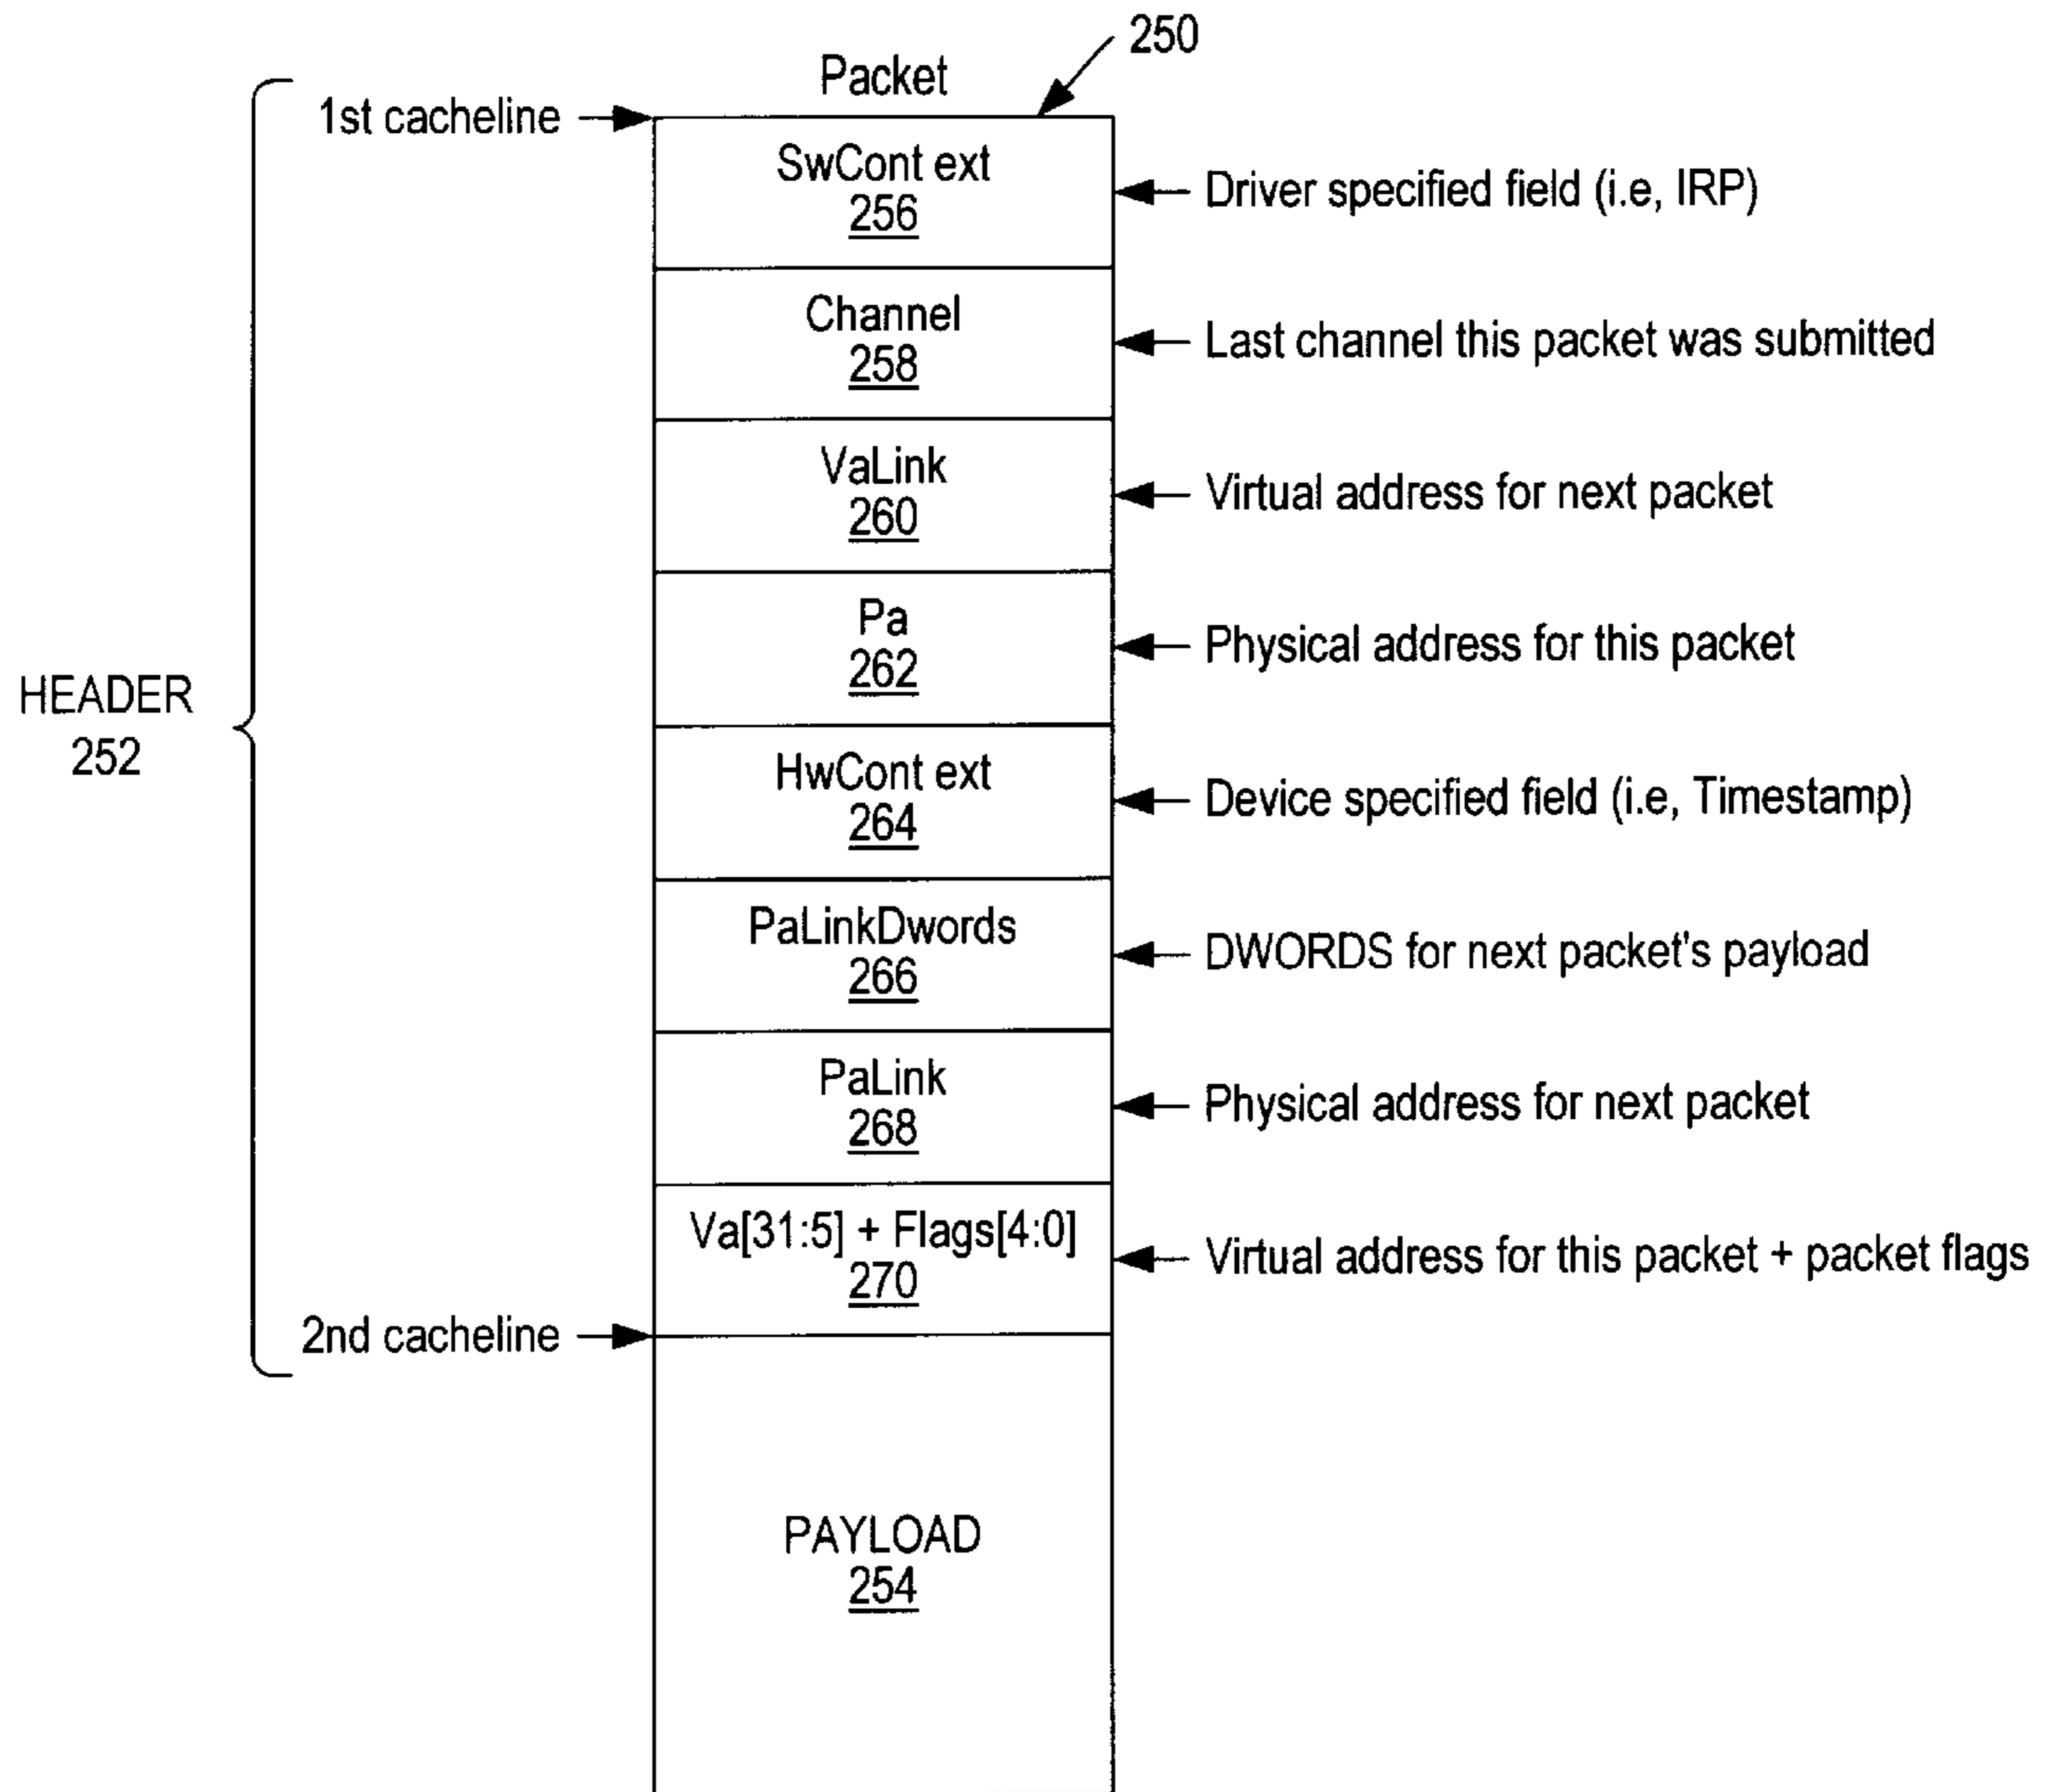 250
Packet
1st cacheline
SwCont ext
256
Driver specified field (i.e, IRP)
Channel
258
Last channel this packet was submitted
VaLink
260
Virtual address for next packet
Pa
262
Physical address for this packet
HEADER
252
HwCont ext
264
Device specified field (i.e, Timestamp)
PaLinkDwords
266
DWORDS for next packet's payload
PaLink
268
Physical address for next packet
Va[31:5] + Flags[4:0]
270
Virtual address for this packet + packet flags
2nd cacheline
PAYLOAD
254